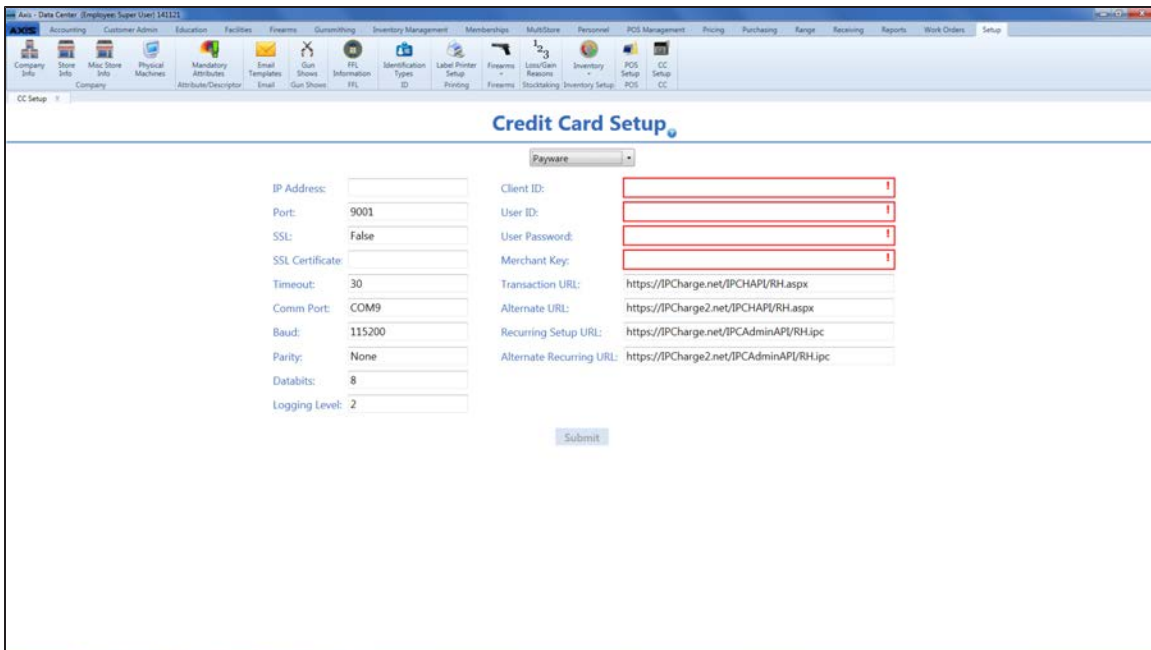 Axis - Data Center (Employee: Super User) 141121
AXIS Accounting Customer Admin Education Facilities Firearms Gunsmithing Inventory Management Memberships MultiStore Personnel POS Management Pricing Purchasing Range Receiving Reports Work Orders Setup
Company Info Store Info Misc Store Info Physical Machines Mandatory Attributes Email Templates Gun Shows FFL Information Identification Types Label Printer Setup Firearms Loss/Gain Reasons Inventory POS Setup CC Setup
Company Attribute/Descriptor Email Gun Shows FFL ID Printing Firearms Stocktaking Inventory Setup POS CC
CC Setup
Credit Card Setup
Payware
IP Address: Client ID: !
Port: 9001 User ID: !
SSL: False User Password: !
SSL Certificate: Merchant Key: !
Timeout: 30 Transaction URL: https://IPCharge.net/IPCHAPI/RH.aspx
Comm Port: COM9 Alternate URL: https://IPCharge2.net/IPCHAPI/RH.aspx
Baud: 115200 Recurring Setup URL: https://IPCharge.net/IPCAdminAPI/RH.ipc
Parity: None Alternate Recurring URL: https://IPCharge2.net/IPCAdminAPI/RH.ipc
Databits: 8
Logging Level: 2
Submit